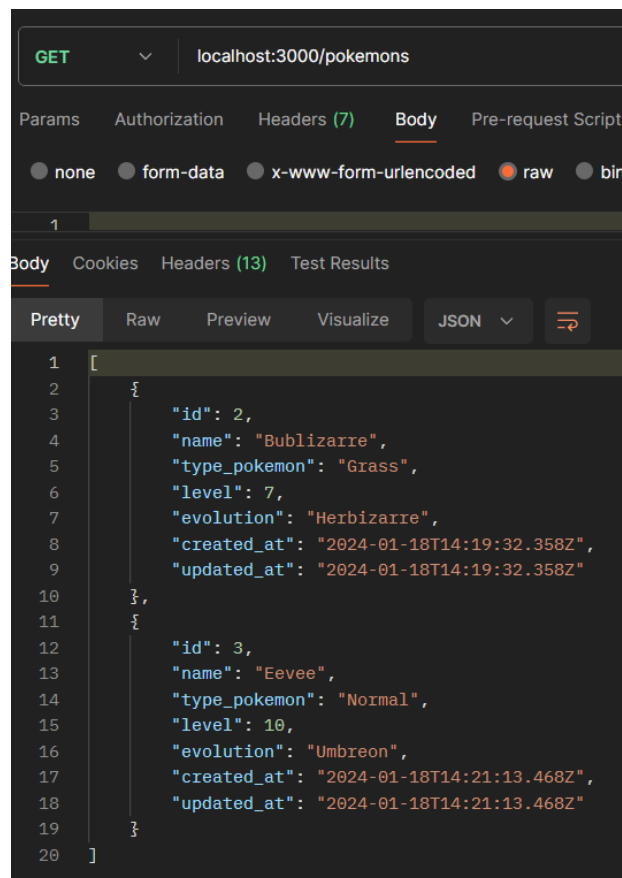 GET localhost:3000/pokemons
Params Authorization Headers (7) Body Pre-request Script
none form-data x-www-form-urlencoded raw bin
1
Body Cookies Headers (13) Test Results
Pretty Raw Preview Visualize JSON
1 [
2 {
3 "id": 2,
4 "name": "Bublizarre",
5 "type_pokemon": "Grass",
6 "level": 7,
7 "evolution": "Herbizarre",
8 "created_at": "2024-01-18T14:19:32.358Z",
9 "updated_at": "2024-01-18T14:19:32.358Z"
10 },
11 {
12 "id": 3,
13 "name": "Eevee",
14 "type_pokemon": "Normal",
15 "level": 10,
16 "evolution": "Umbreon",
17 "created_at": "2024-01-18T14:21:13.468Z",
18 "updated_at": "2024-01-18T14:21:13.468Z"
19 }
20 ]